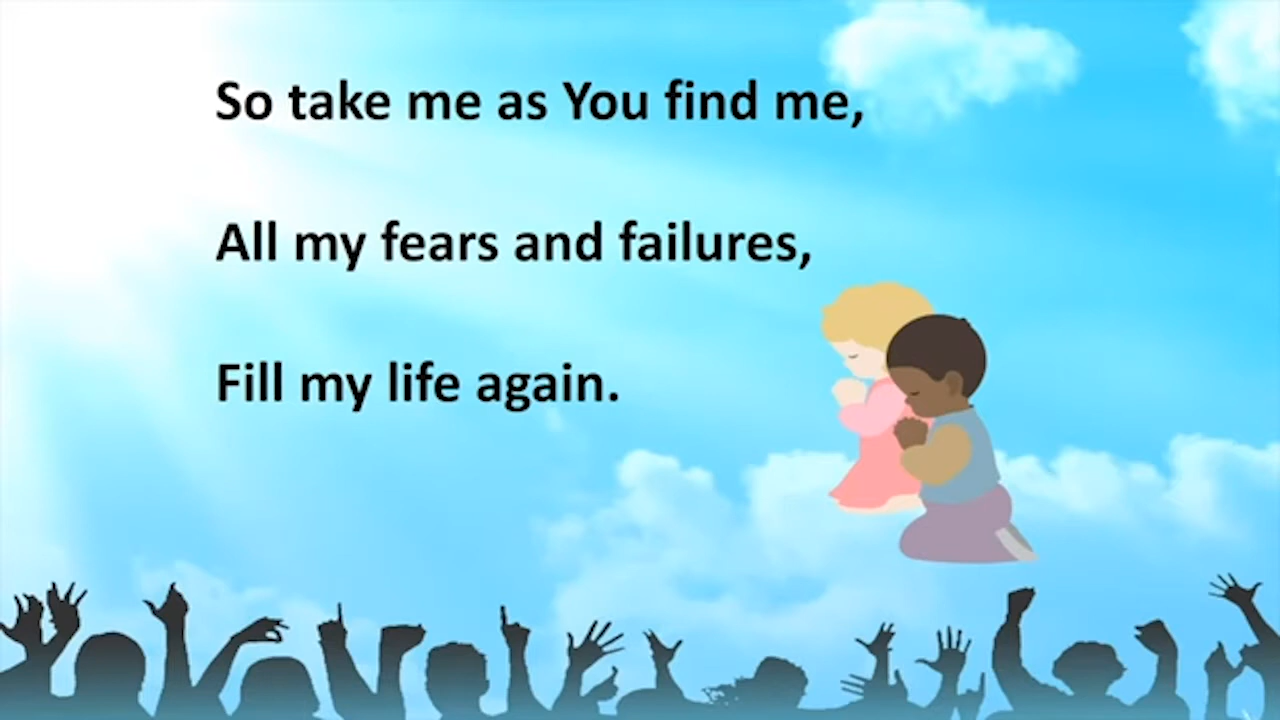 So take me as You find me,
All my fears and failures,
Fill my life again.